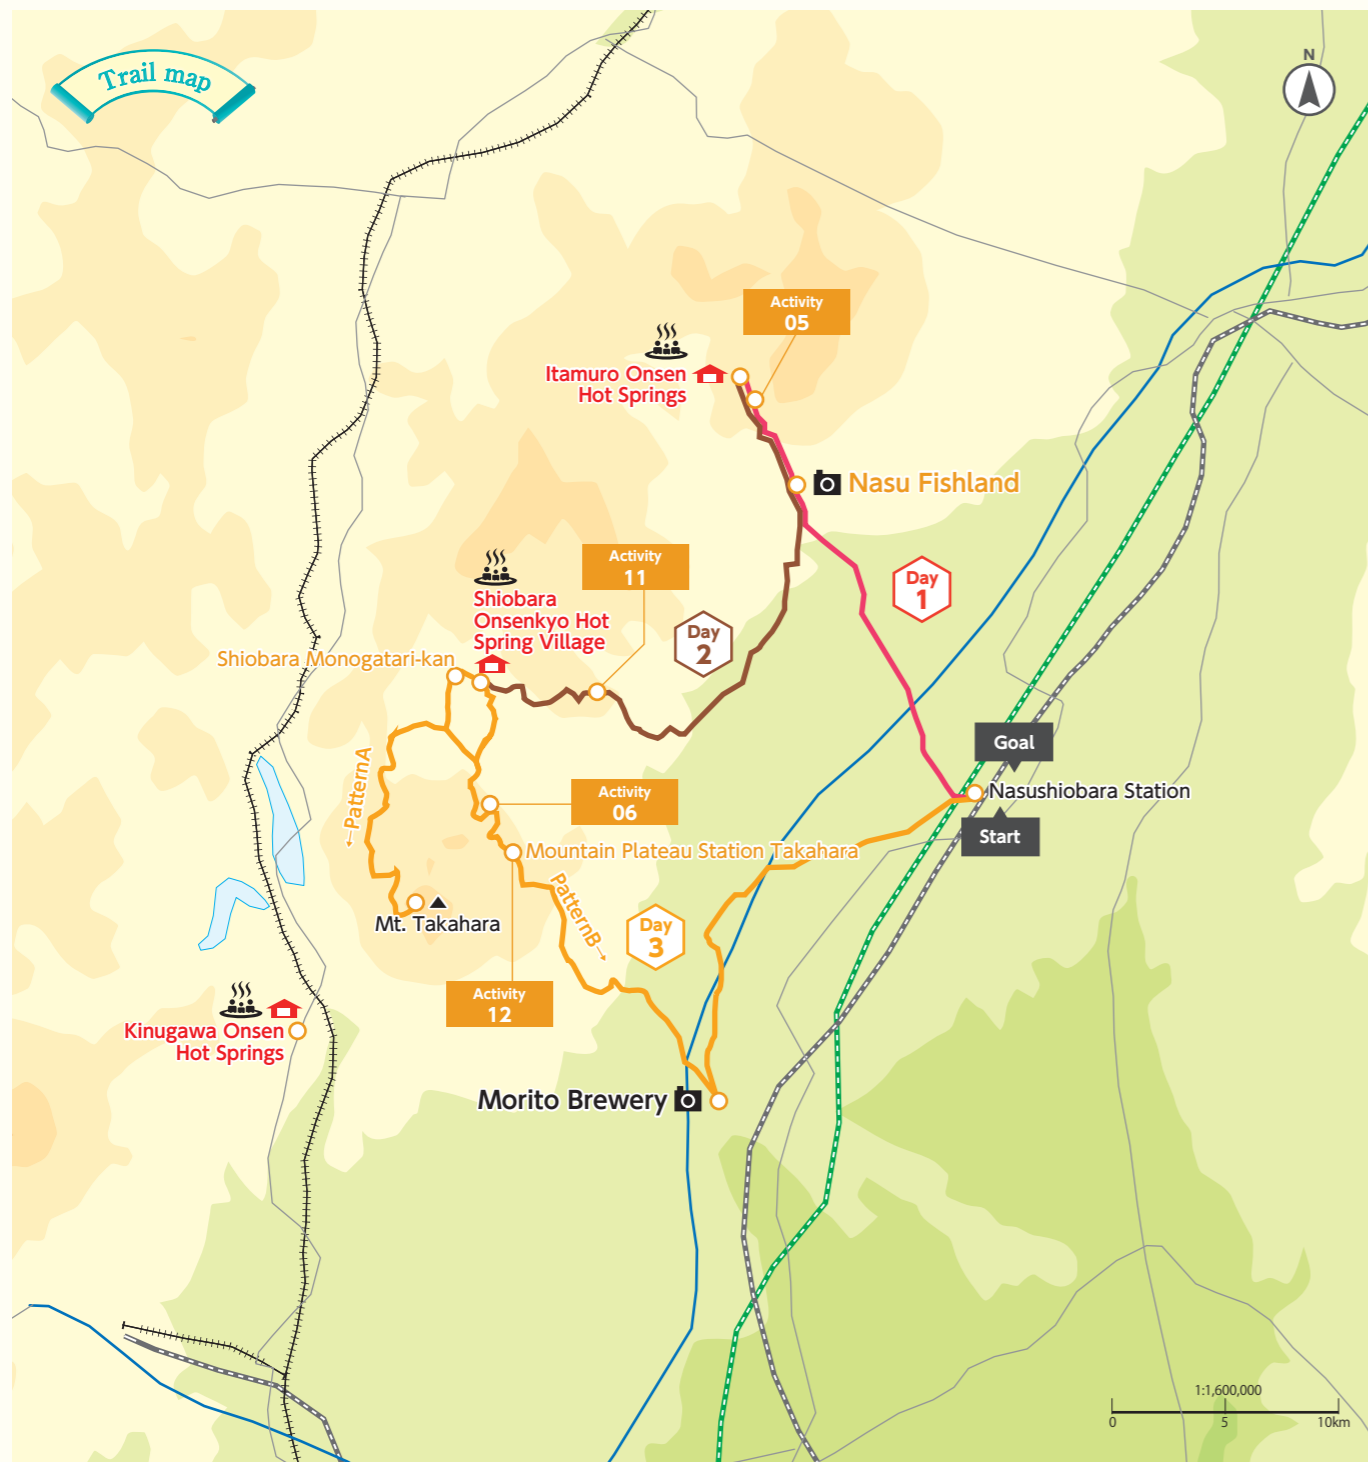 Trail map
N
Activity
05
Itamuro Onsen
Hot Springs
Nasu Fishland
Activity
11
Day
1
Shiobara
Onsenkyo Hot
Spring Village
Day
2
Shiobara Monogatari-kan
Goal
←PatternA
Activity
06
Nasushiobara Station
Start
Mountain Plateau Station Takahara
PatternB→
Mt. Takahara
Day
3
Activity
12
Kinugawa Onsen
Hot Springs
Morito Brewery
1:1,600,000
0 5 10km